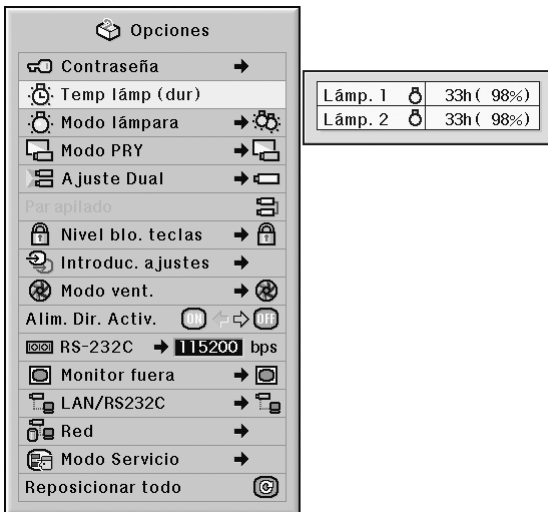 Opciones
Contraseña
Temp lámp (dur)
Lámp. 1 33h( 98%)
Lámp. 2 33h( 98%)
Modo lámpara
Modo PRY
Ajuste Dual
Par apilado
Nivel blo. teclas
Introduc. ajustes
Modo vent.
Alim. Dir. Activ. ON OFF
RS-232C 115200 bps
Monitor fuera
LAN/RS232C
Red
Modo Servicio
Reposicionar todo